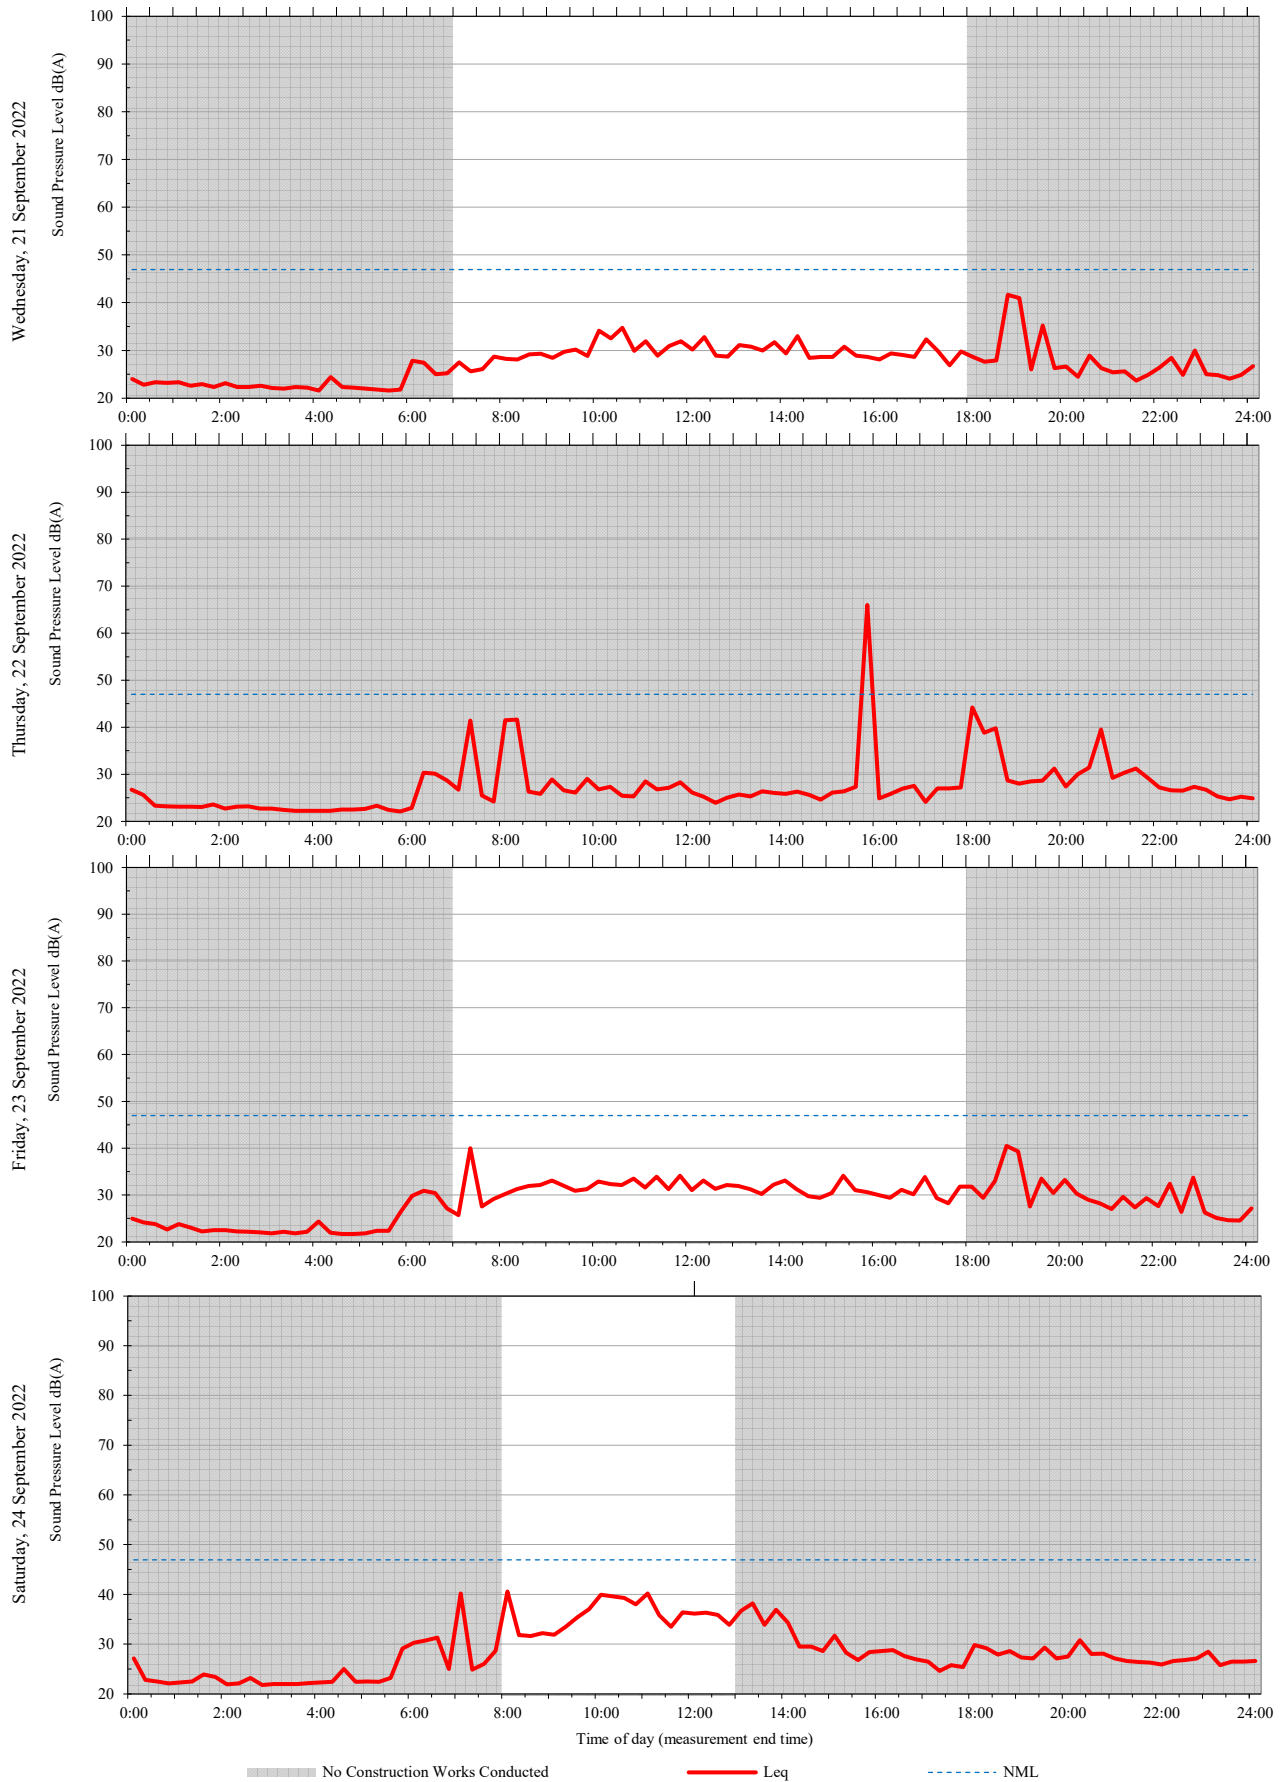 Wednesday, 21 September 2022
Sound Pressure Level dB(A)
100
90
80
70
60
50
40
30
20
0:00 2:00 4:00 6:00 8:00 10:00 12:00 14:00 16:00 18:00 20:00 22:00 24:00
Thursday, 22 September 2022
Sound Pressure Level dB(A)
100
90
80
70
60
50
40
30
20
0:00 2:00 4:00 6:00 8:00 10:00 12:00 14:00 16:00 18:00 20:00 22:00 24:00
Friday, 23 September 2022
Sound Pressure Level dB(A)
100
90
80
70
60
50
40
30
20
0:00 2:00 4:00 6:00 8:00 10:00 12:00 14:00 16:00 18:00 20:00 22:00 24:00
Saturday, 24 September 2022
Sound Pressure Level dB(A)
100
90
80
70
60
50
40
30
20
0:00 2:00 4:00 6:00 8:00 10:00 12:00 14:00 16:00 18:00 20:00 22:00 24:00
Time of day (measurement end time)
No Construction Works Conducted Leq NML